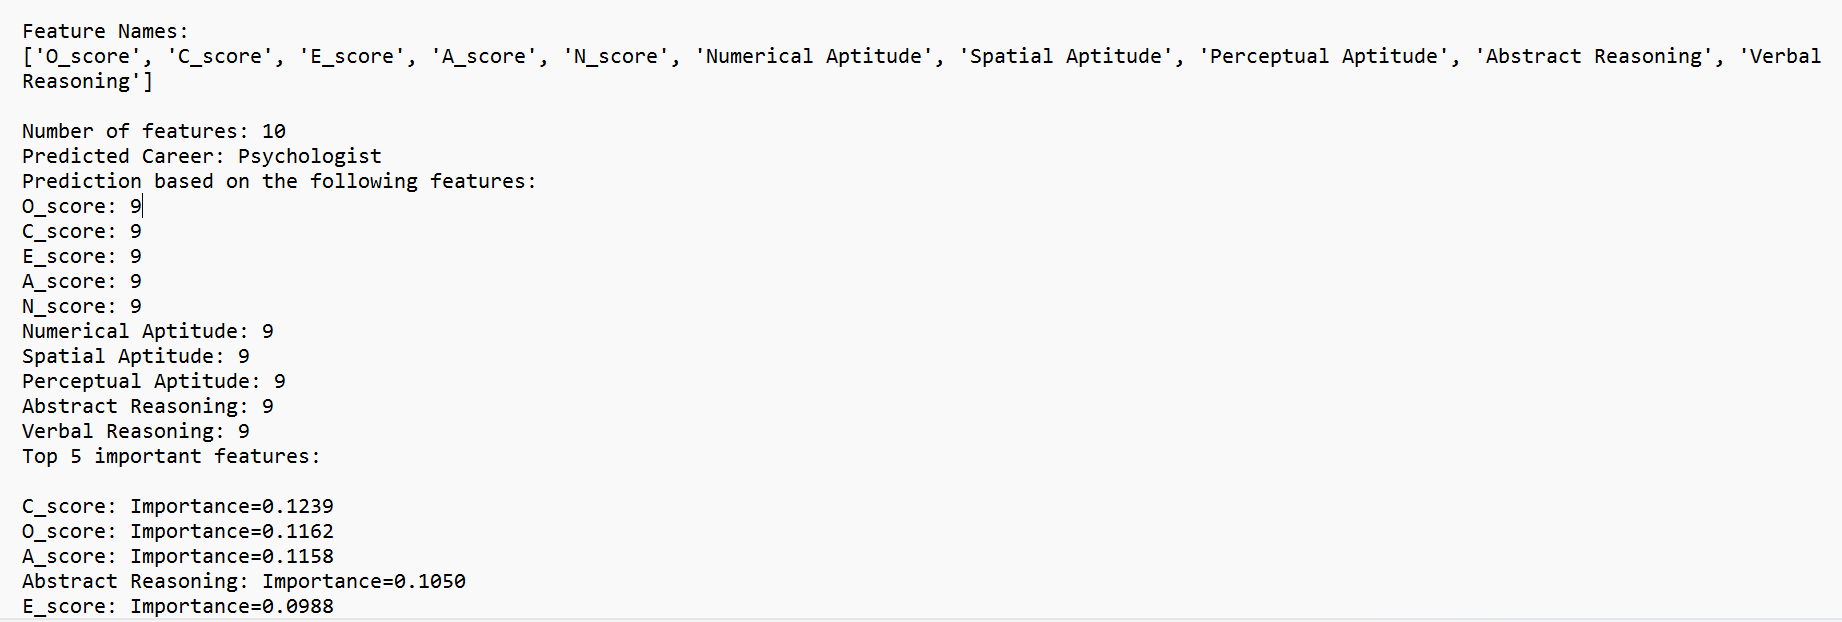 Feature Names:
['O_score', 'C_score', 'E_score', 'A_score', 'N_score', 'Numerical Aptitude', 'Spatial Aptitude', 'Perceptual Aptitude', 'Abstract Reasoning', 'Verbal
Reasoning']
Number of features: 10
Predicted Career: Psychologist
Prediction based on the following features:
O_score: 9
C_score: 9
E_score: 9
A_score: 9
N_score: 9
Numerical Aptitude: 9
Spatial Aptitude: 9
Perceptual Aptitude: 9
Abstract Reasoning: 9
Verbal Reasoning: 9
Top 5 important features:
C_score: Importance=0.1239
O_score: Importance=0.1162
A_score: Importance=0.1158
Abstract Reasoning: Importance=0.1050
E_score: Importance=0.0988